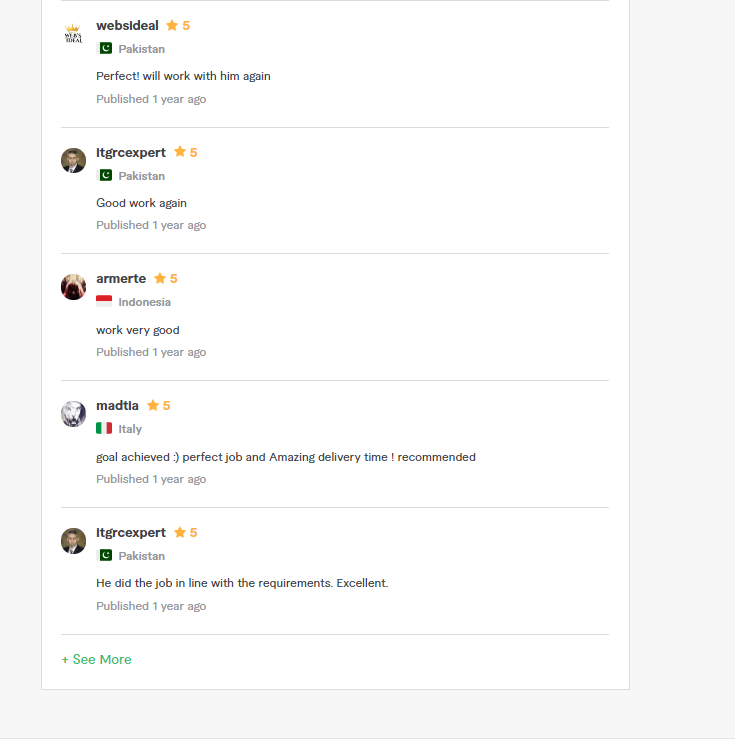 WEB'S
IDEAL
websideal 5
Pakistan
Perfect! will work with him again
Published 1 year ago
itgrcexpert 5
Pakistan
Good work again
Published 1 year ago
armerte 5
Indonesia
work very good
Published 1 year ago
madtia 5
Italy
goal achieved :) perfect job and Amazing delivery time ! recommended
Published 1 year ago
itgrcexpert 5
Pakistan
He did the job in line with the requirements. Excellent.
Published 1 year ago
+ See More